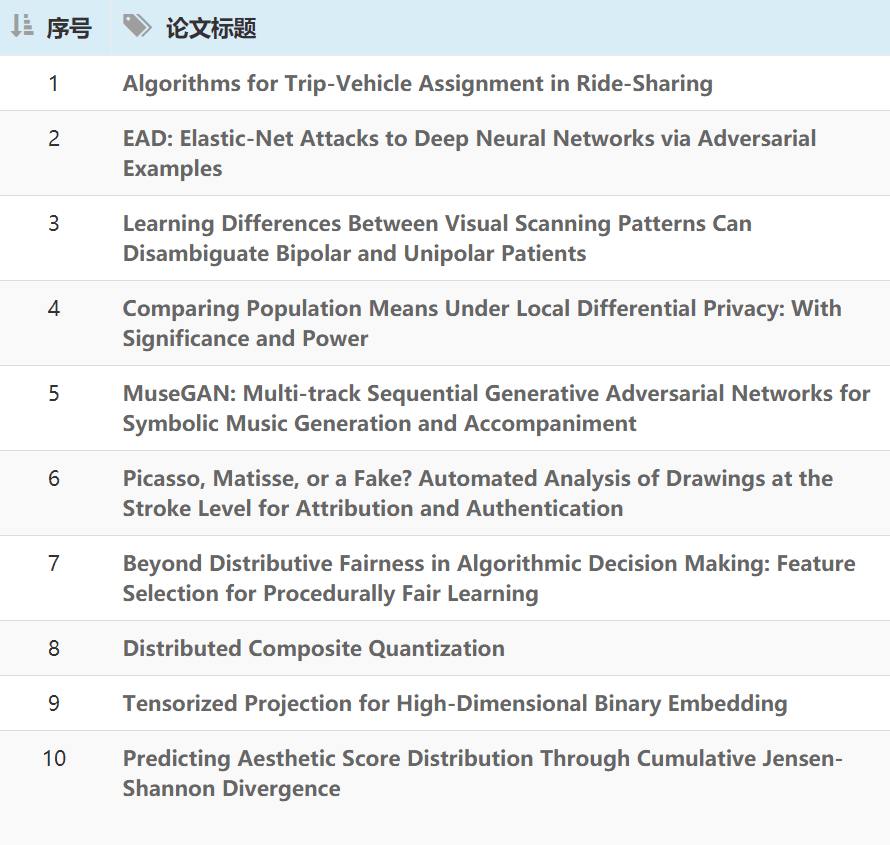 序号 论文标题
1 Algorithms for Trip-Vehicle Assignment in Ride-Sharing
2 EAD: Elastic-Net Attacks to Deep Neural Networks via Adversarial
Examples
3 Learning Differences Between Visual Scanning Patterns Can
Disambiguate Bipolar and Unipolar Patients
4 Comparing Population Means Under Local Differential Privacy: With
Significance and Power
5 MuseGAN: Multi-track Sequential Generative Adversarial Networks for
Symbolic Music Generation and Accompaniment
6 Picasso, Matisse, or a Fake? Automated Analysis of Drawings at the
Stroke Level for Attribution and Authentication
7 Beyond Distributive Fairness in Algorithmic Decision Making: Feature
Selection for Procedurally Fair Learning
8 Distributed Composite Quantization
9 Tensorized Projection for High-Dimensional Binary Embedding
10 Predicting Aesthetic Score Distribution Through Cumulative Jensen-
Shannon Divergence